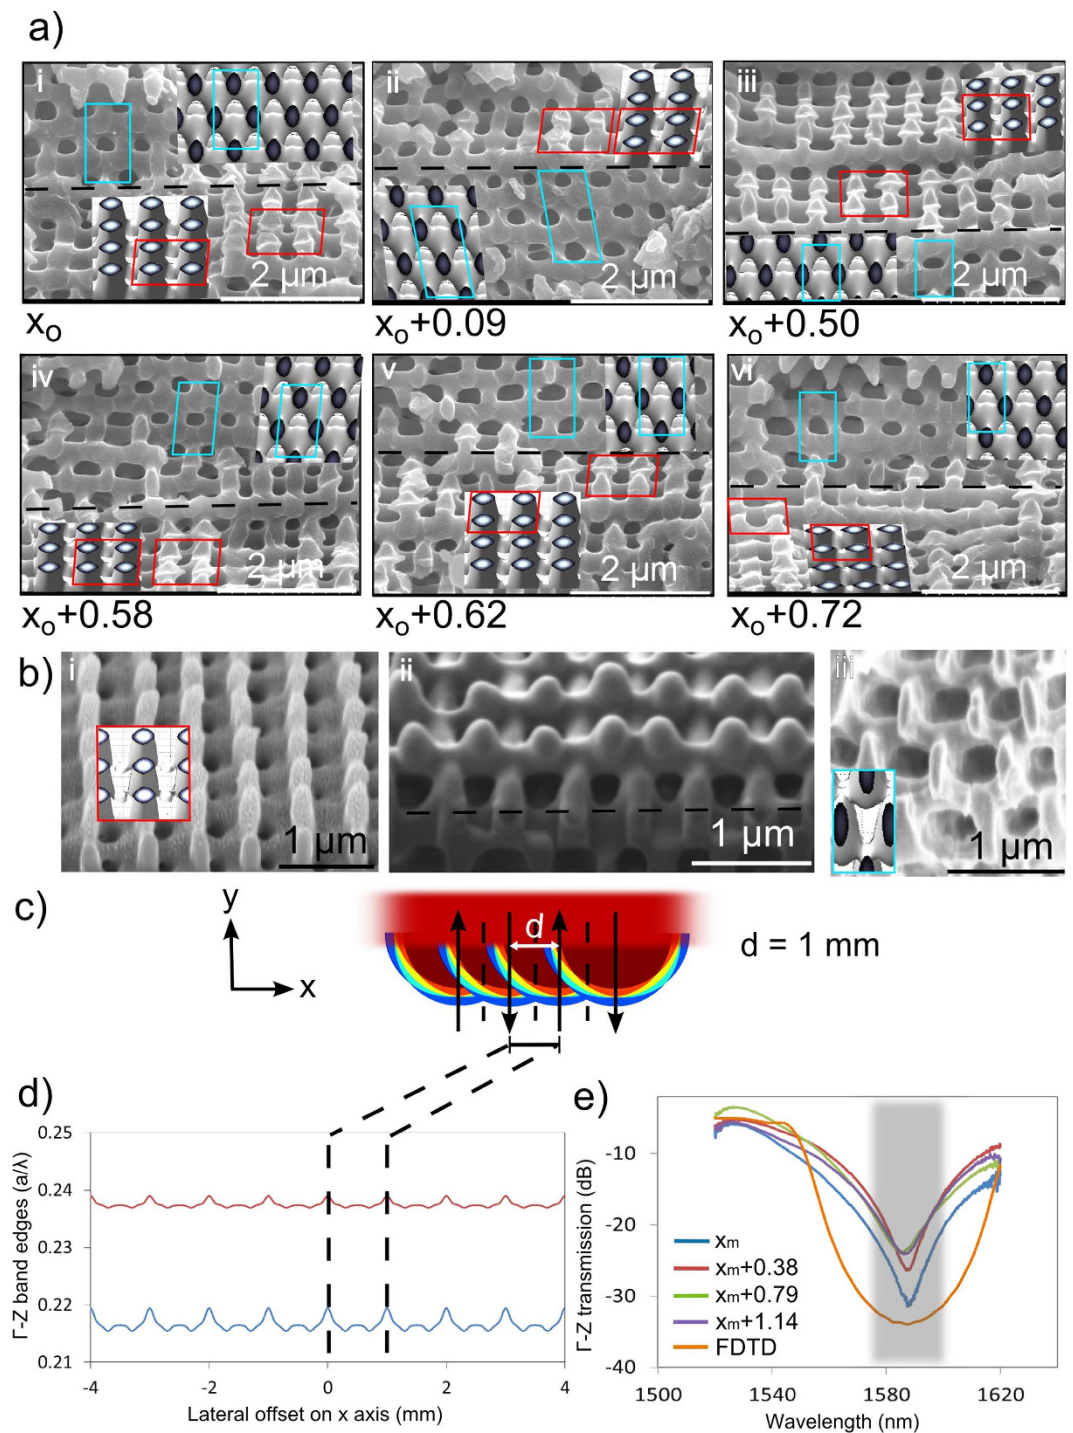 a)
i
ii
iii
2 μm
2 μm
2 μm
xo
xo+0.09
xo+0.50
iv
v
vi
2 μm
2 μm
2 μm
xo+0.58
xo+0.62
xo+0.72
b)
i
ii
iii
1 μm
1 μm
1 μm
c)
y
x
d
d = 1 mm
d)
Γ-Z band edges (a/λ)
0.25
0.24
0.23
0.22
0.21
-4
-2
0
2
4
Lateral offset on x axis (mm)
e)
Γ-Z transmission (dB)
-10
-20
-30
-40
xm
xm+0.38
xm+0.79
xm+1.14
FDTD
1500
1540
1580
1620
Wavelength (nm)